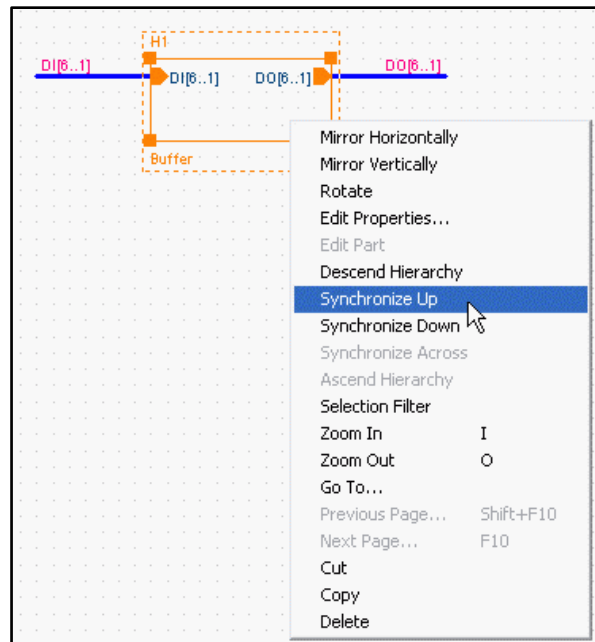 H1
DI[6..1]
DO[6..1]
DI[6..1]
DO[6..1]
Buffer
Mirror Horizontally
Mirror Vertically
Rotate
Edit Properties...
Edit Part
Descend Hierarchy
Synchronize Up
Synchronize Down
Synchronize Across
Ascend Hierarchy
Selection Filter
Zoom In I
Zoom Out O
Go To...
Previous Page... Shift+F10
Next Page... F10
Cut
Copy
Delete